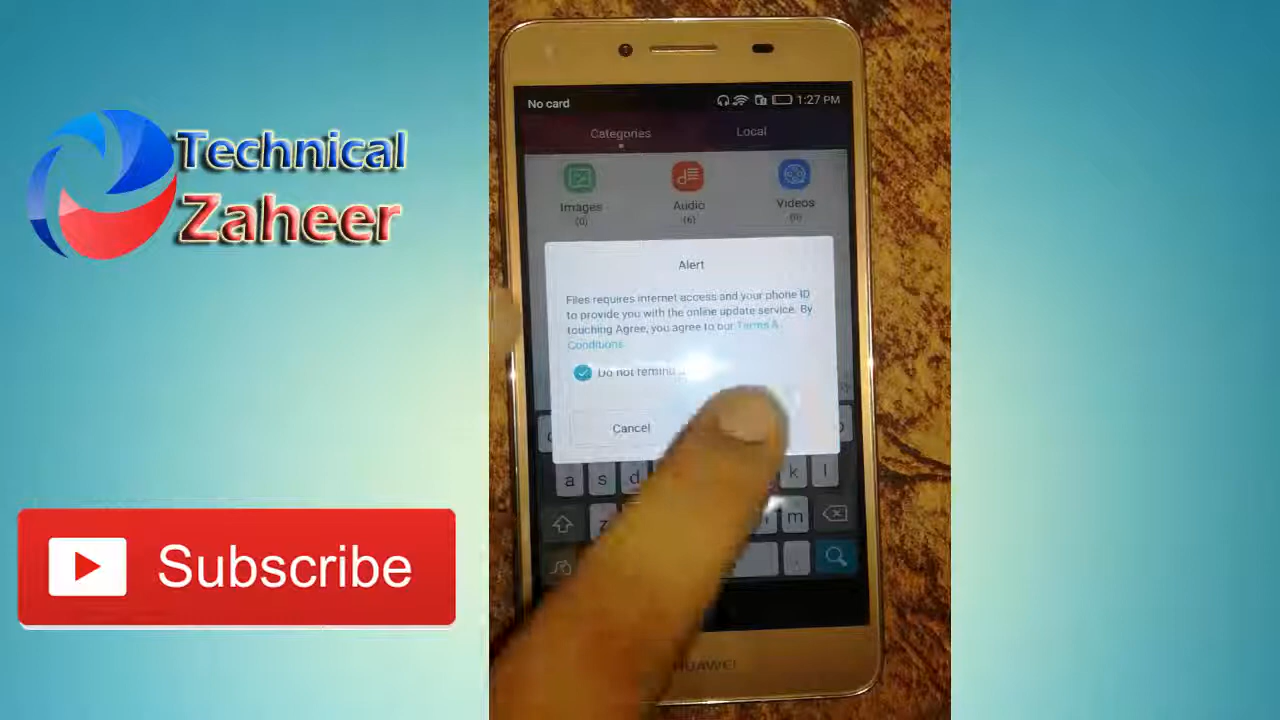 Technical
Zaheer
Subscribe
No card
1:27 PM
Categories
Local
Images
(0)
Audio
(6)
Videos
(0)
Alert
Files requires internet access and your phone ID
to provide you with the online update service. By
touching Agree, you agree to our Terms &
Conditions.
Do not remind
Cancel
a s d k l
z m
HUAWEI